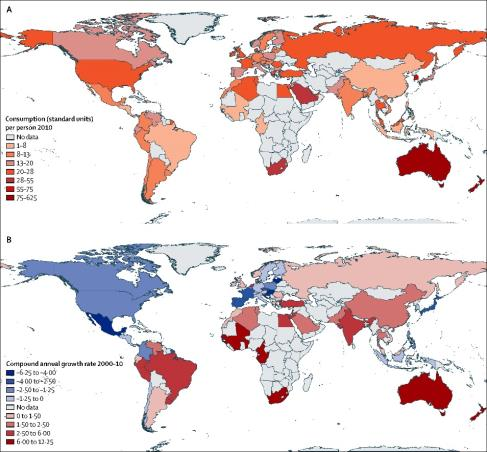 A
Consumption (standard units)
per person 2010
No data
1–8
8–13
13–20
20–28
28–55
55–75
75–625
B
Compound annual growth rate 2000–10
–6·25 to –4·00
–4·00 to –2·50
–2·50 to –1·25
–1·25 to 0
No data
0 to 1·50
1·50 to 2·50
2·50 to 6·00
6·00 to 12·25